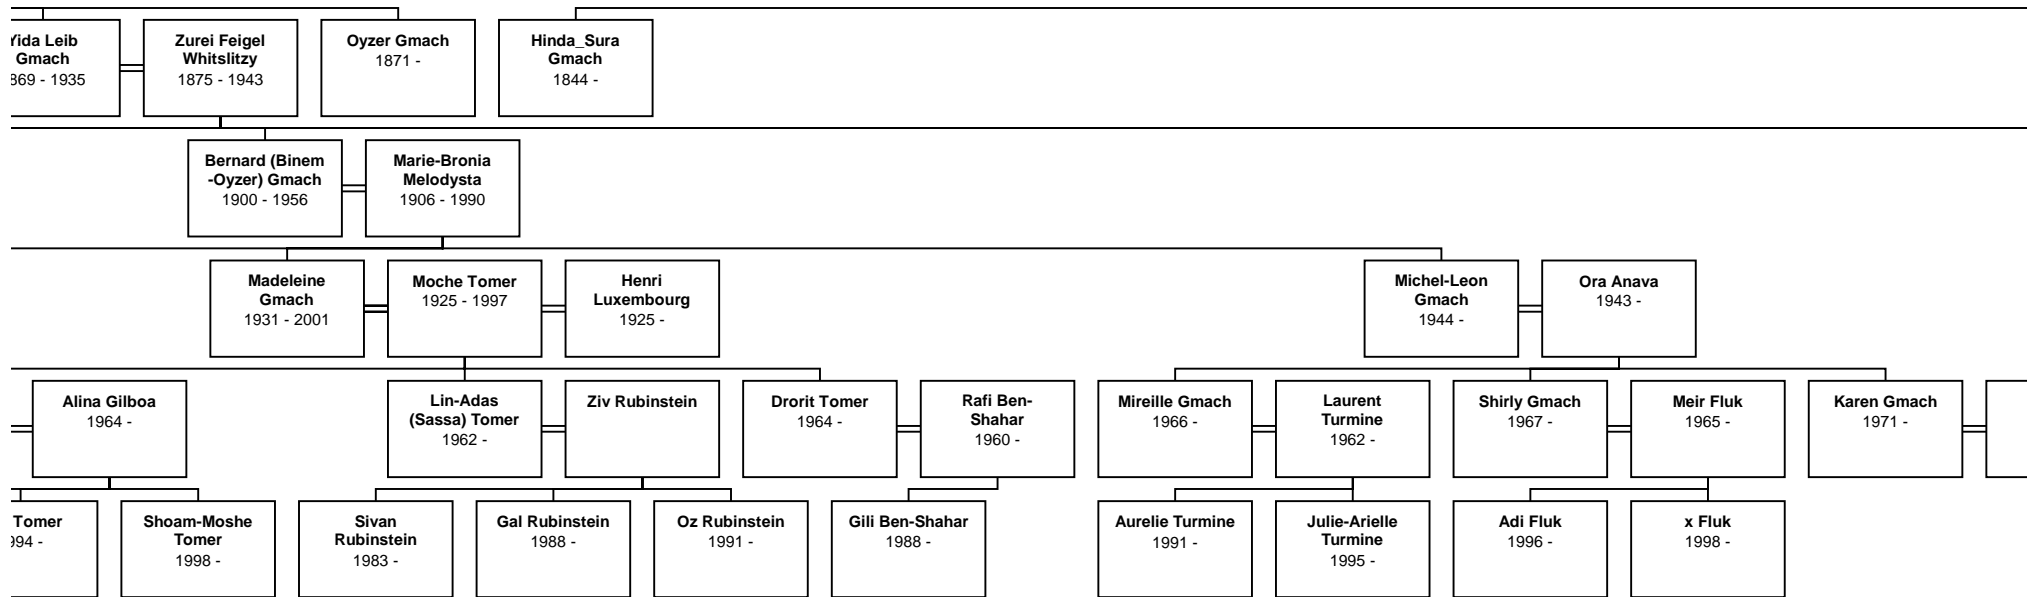 Yida Leib
Gmach
869 - 1935
Zurei Feigel
Whitslitzy
1875 - 1943
Oyzer Gmach
1871 -
Hinda_Sura
Gmach
1844 -
Bernard (Binem
-Oyzer) Gmach
1900 - 1956
Marie-Bronia
Melodysta
1906 - 1990
Madeleine
Gmach
1931 - 2001
Moche Tomer
1925 - 1997
Henri
Luxembourg
1925 -
Michel-Leon
Gmach
1944 -
Ora Anava
1943 -
Alina Gilboa
1964 -
Lin-Adas
(Sassa) Tomer
1962 -
Ziv Rubinstein
Drorit Tomer
1964 -
Rafi Ben-
Shahar
1960 -
Mireille Gmach
1966 -
Laurent
Turmine
1962 -
Shirly Gmach
1967 -
Meir Fluk
1965 -
Karen Gmach
1971 -
Tomer
994 -
Shoam-Moshe
Tomer
1998 -
Sivan
Rubinstein
1983 -
Gal Rubinstein
1988 -
Oz Rubinstein
1991 -
Gili Ben-Shahar
1988 -
Aurelie Turmine
1991 -
Julie-Arielle
Turmine
1995 -
Adi Fluk
1996 -
x Fluk
1998 -